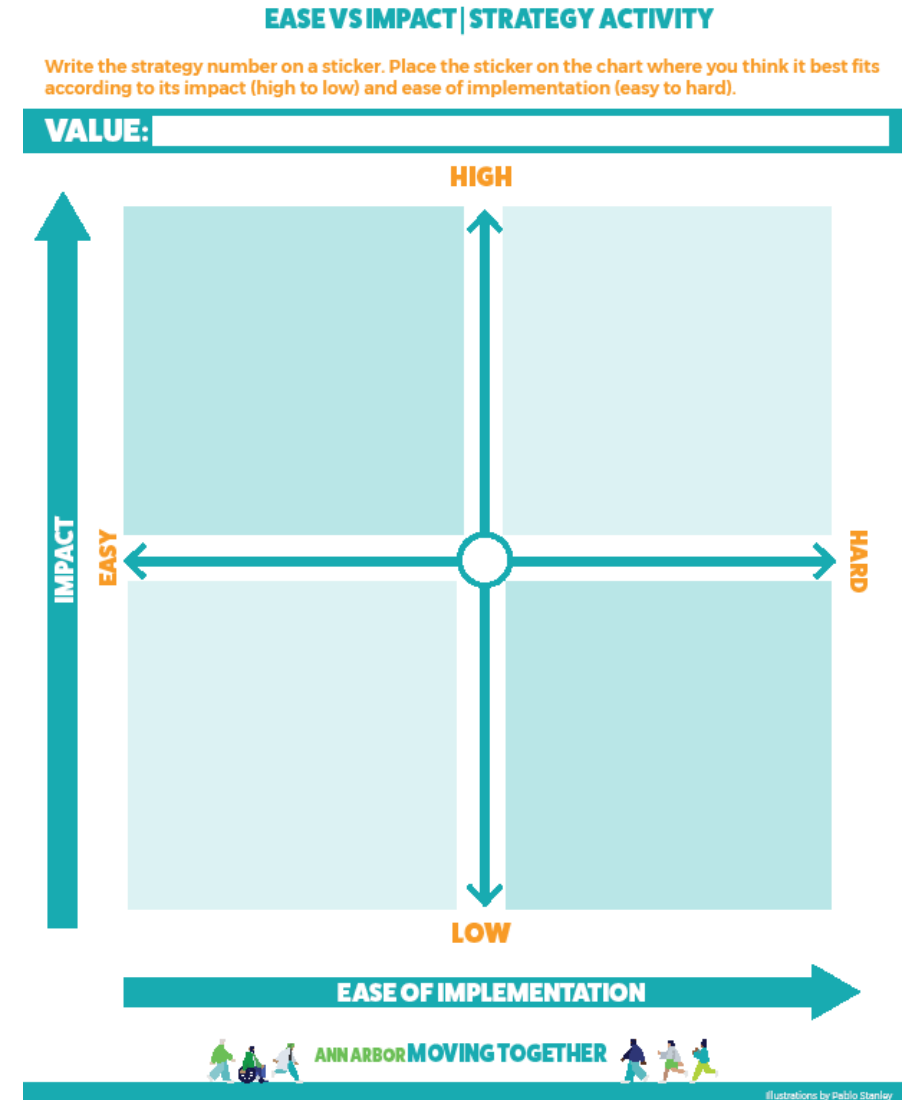 EASE VS IMPACT | STRATEGY ACTIVITY
Write the strategy number on a sticker. Place the sticker on the chart where you think it best fits
according to its impact (high to low) and ease of implementation (easy to hard).
VALUE:
HIGH
IMPACT
EASY
HARD
LOW
EASE OF IMPLEMENTATION
ANN ARBOR MOVING TOGETHER
Illustrations by Pablo Stanley